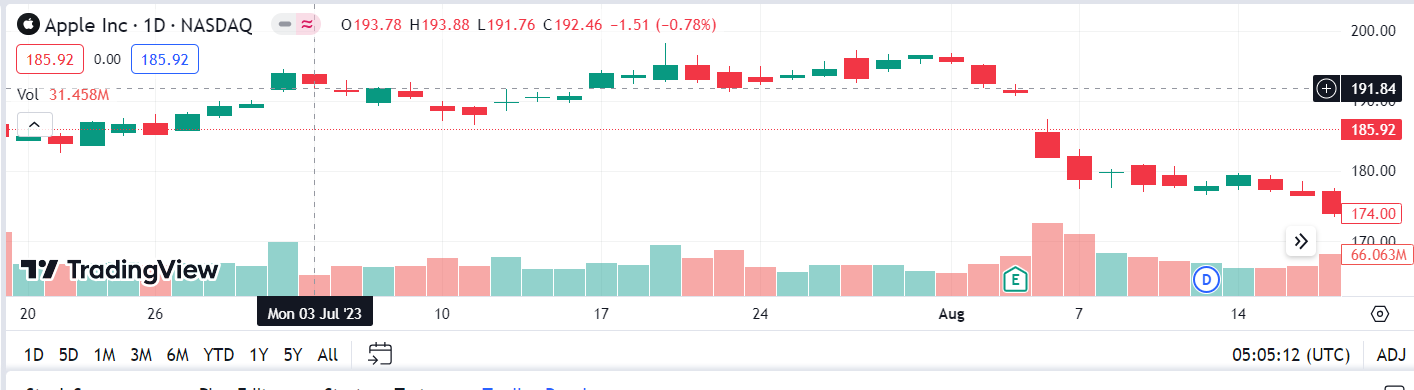 Apple Inc · 1D · NASDAQ O193.78 H193.88 L191.76 C192.46 −1.51 (−0.78%)
200.00
185.92 0.00 185.92
Vol 31.458M
191.84
190.00
185.92
180.00
174.00
170.00
66.063M
TradingView
E
D
20 26 Mon 03 Jul '23 10 17 24 Aug 7 14
1D 5D 1M 3M 6M YTD 1Y 5Y All 05:05:12 (UTC) ADJ